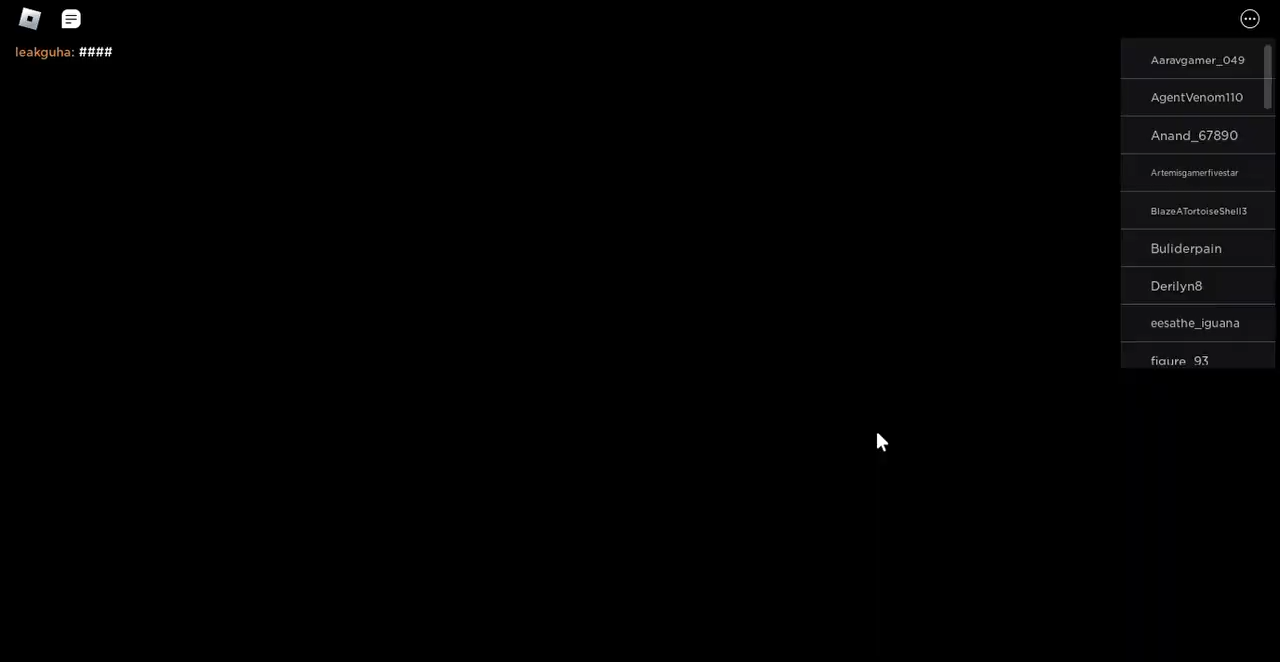 leakguha: ####
Aaravgamer_049
AgentVenom110
Anand_67890
Artemisgamerfivestar
BlazeATortoiseShell3
Buliderpain
Derilyn8
eesathe_iguana
figure_93